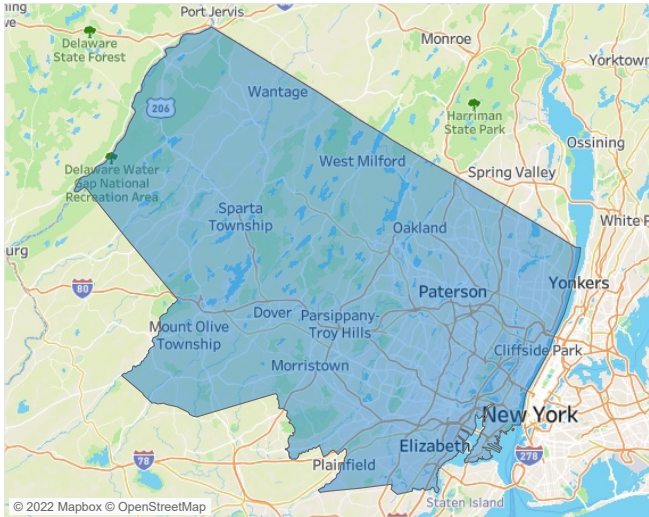 Port Jervis
ning
we
Delaware
State Forest
Monroe
Yorktown
206
Wantage
Harriman
State Park
Ossining
West Milford
Delaware Water
Gap National
Recreation Area
Spring Valley
Sparta
Township
Oakland
White P
urg
80
Paterson
Yonkers
Dover
Parsippany-
Troy Hills
Mount Olive
Township
Cliffside Park
Morristown
New York
Elizabeth
78
Plainfield
278
Staten Island
© 2022 Mapbox © OpenStreetMap